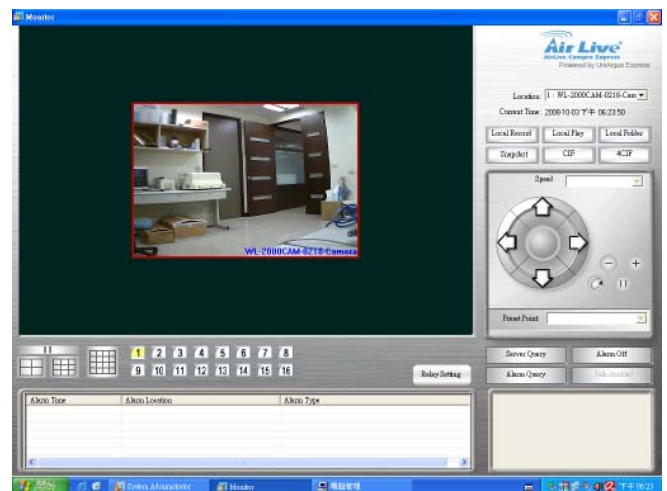 Monitor
Air Live
AirLive Campro Express
Powered by UniArgus Express
Location: 1 : WL-2000CAM-0218-Cam
Current Time: 2008-10-03 下午 06:23:50
Local Record
Local Play
Local Folder
Snapshot
CIF
4CIF
Speed
WL-2000CAM-0218-Camera
Preset Point
1 2 3 4 5 6 7 8
9 10 11 12 13 14 15 16
Relay Setting
Server Query
Alarm Off
Alarm Query
Talk disabled
Alarm Time
Alarm Location
Alarm Type
System Administrator
Monitor
下午 06:23